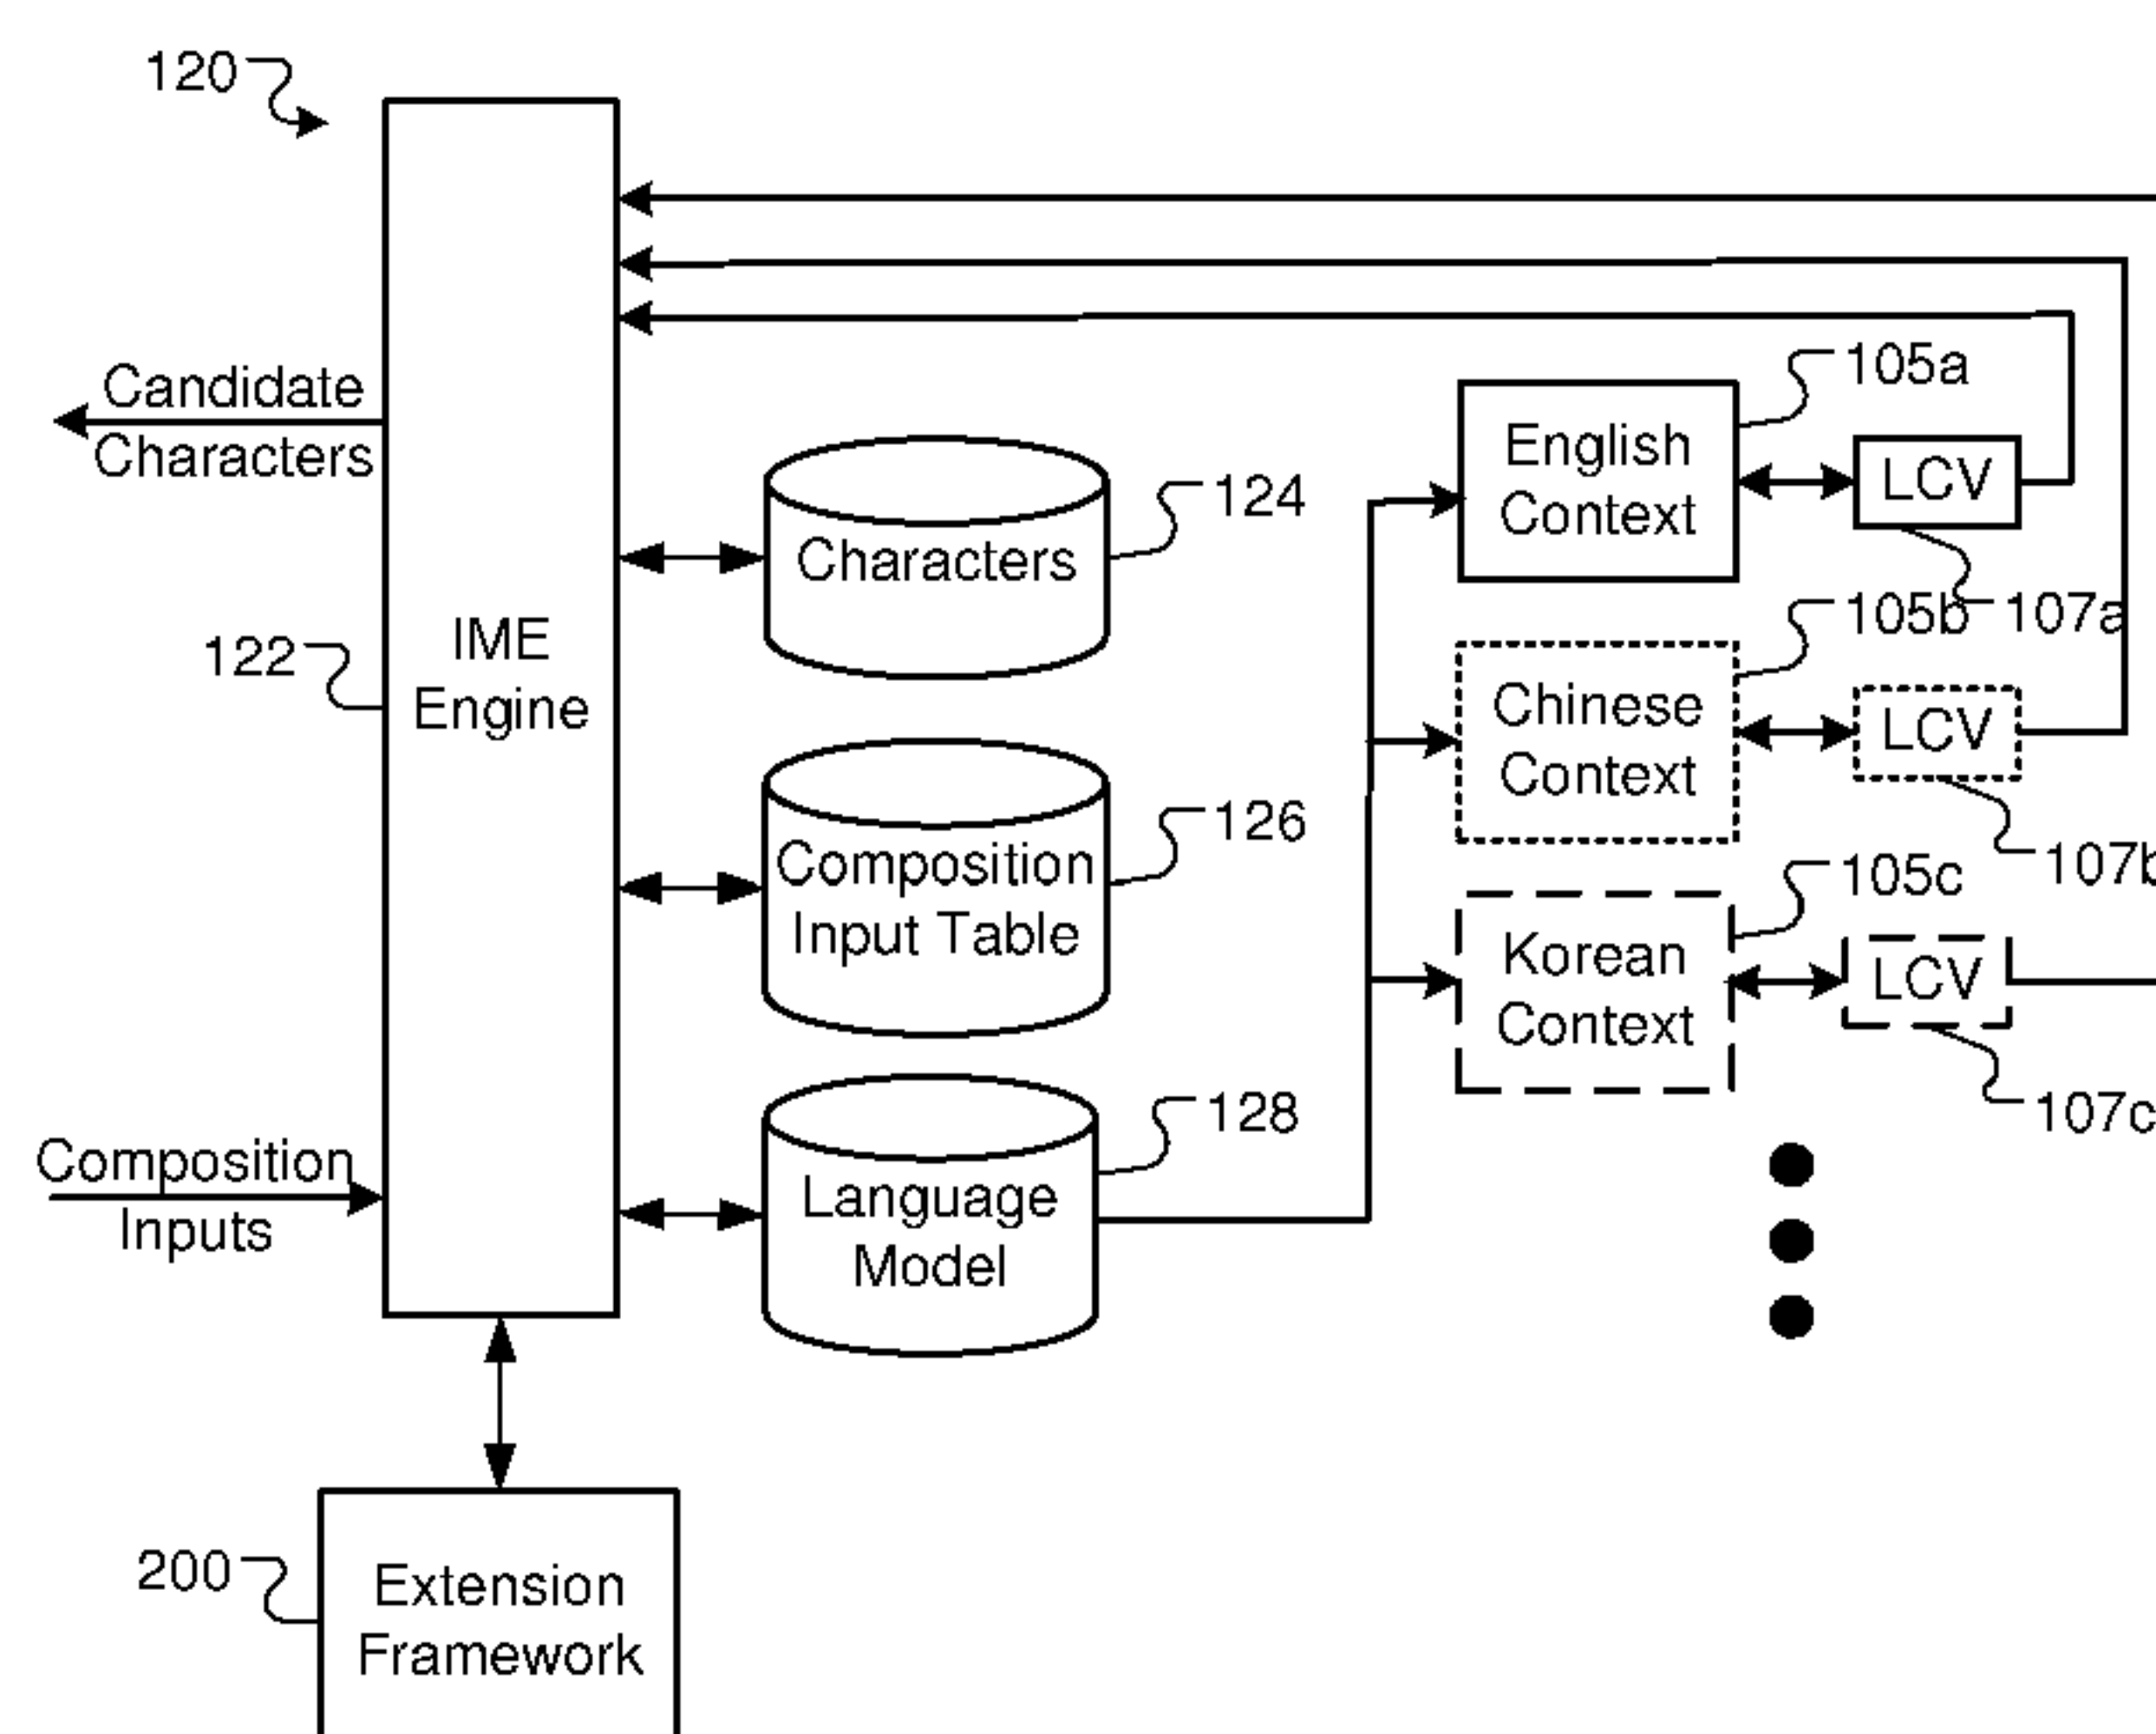 120
Candidate
Characters
122
IME
Engine
Characters
124
Composition
Input Table
126
Language
Model
128
Composition
Inputs
200
Extension
Framework
English
Context
105a
LCV
107a
Chinese
Context
105b
LCV
107b
Korean
Context
105c
LCV
107c